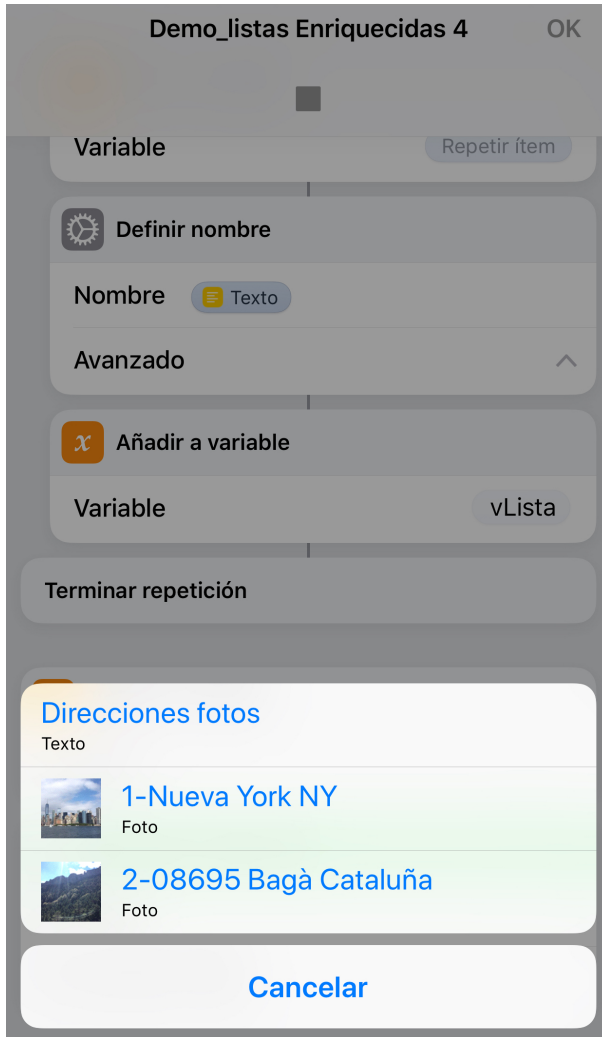 Demo_listas Enriquecidas 4 OK
Variable Repetir ítem
Definir nombre
Nombre Texto
Avanzado
x Añadir a variable
Variable vLista
Terminar repetición
Direcciones fotos
Texto
1-Nueva York NY
Foto
2-08695 Bagà Cataluña
Foto
Cancelar